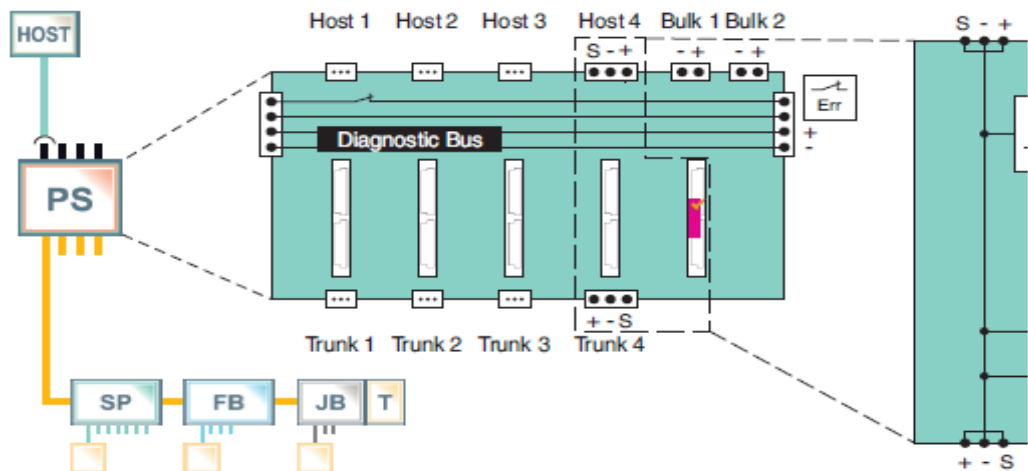 HOST
PS
SP
FB
JB
T
Host 1
Host 2
Host 3
Host 4
Bulk 1
Bulk 2
S - +
- +
- +
Err
+
-
Diagnostic Bus
+ - S
Trunk 1
Trunk 2
Trunk 3
Trunk 4
S - +
-
+ - S